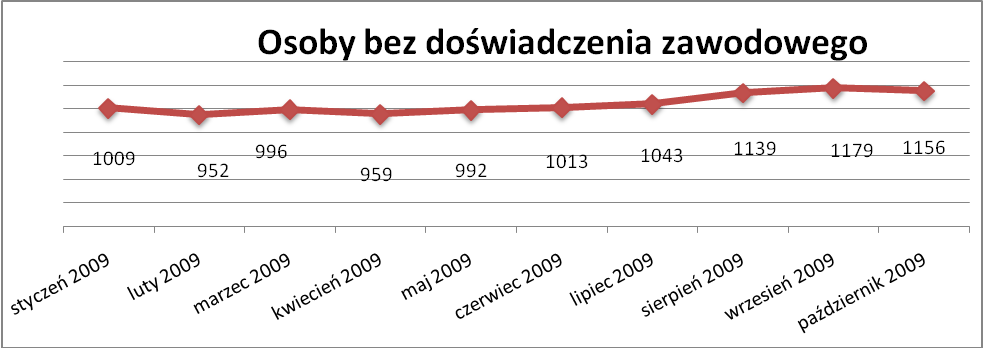 Osoby bez doświadczenia zawodowego
1009
952
996
959
992
1013
1043
1139
1179
1156
styczeń 2009
luty 2009
marzec 2009
kwiecień 2009
maj 2009
czerwiec 2009
lipiec 2009
sierpień 2009
wrzesień 2009
październik 2009